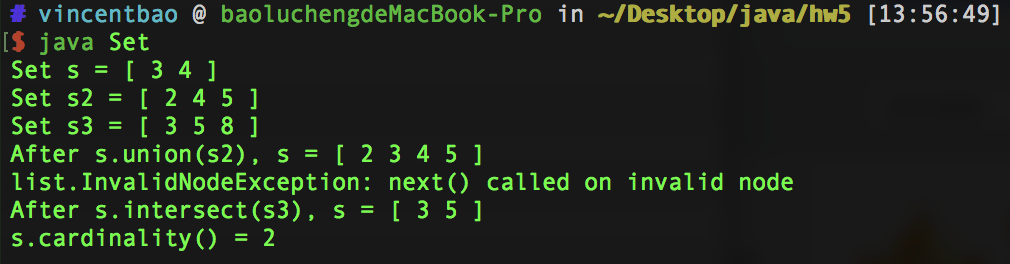 # vincentbao @ baoluchengdeMacBook-Pro in ~/Desktop/java/hw5 [13:56:49]
[$ java Set
Set s = [ 3 4 ]
Set s2 = [ 2 4 5 ]
Set s3 = [ 3 5 8 ]
After s.union(s2), s = [ 2 3 4 5 ]
list.InvalidNodeException: next() called on invalid node
After s.intersect(s3), s = [ 3 5 ]
s.cardinality() = 2